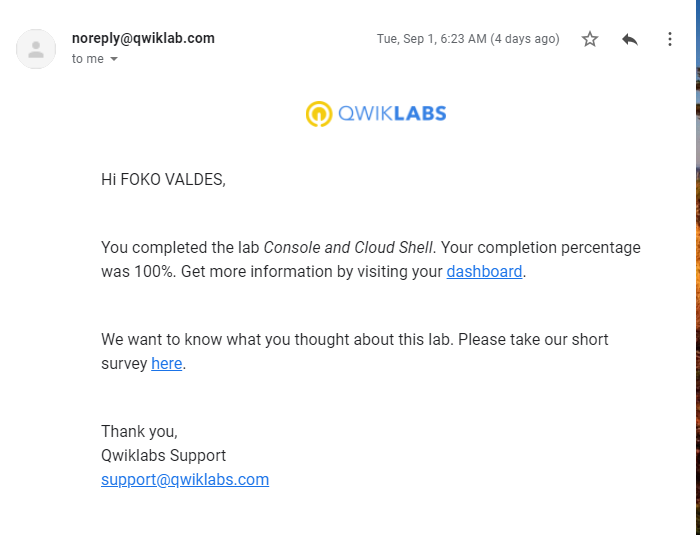 noreply@qwiklab.com
Tue, Sep 1, 6:23 AM (4 days ago)
to me
QWIKLABS
Hi FOKO VALDES,
You completed the lab Console and Cloud Shell. Your completion percentage
was 100%. Get more information by visiting your dashboard.
We want to know what you thought about this lab. Please take our short
survey here.
Thank you,
Qwiklabs Support
support@qwiklabs.com